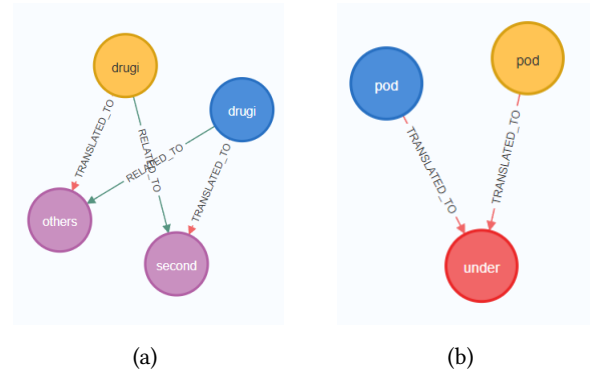 drugi
drugi
TRANSLATED_TO
RELATED_TO
RELATED_TO
TRANSLATED_TO
others
second
(a)
pod
pod
TRANSLATED_TO
TRANSLATED_TO
under
(b)